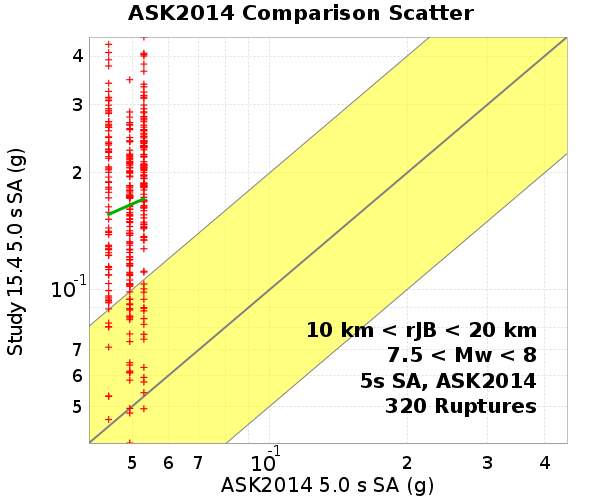 ASK2014 Comparison Scatter
4
3
2
10-1
7
6
5
Study 15.4 5.0 s SA (g)
10 km < rJB < 20 km
7.5 < Mw < 8
5s SA, ASK2014
320 Ruptures
5 6 7 10-1 2 3 4
ASK2014 5.0 s SA (g)